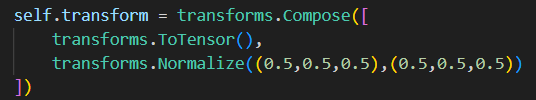 self.transform = transforms.Compose([
    transforms.ToTensor(),
    transforms.Normalize((0.5,0.5,0.5),(0.5,0.5,0.5))
])